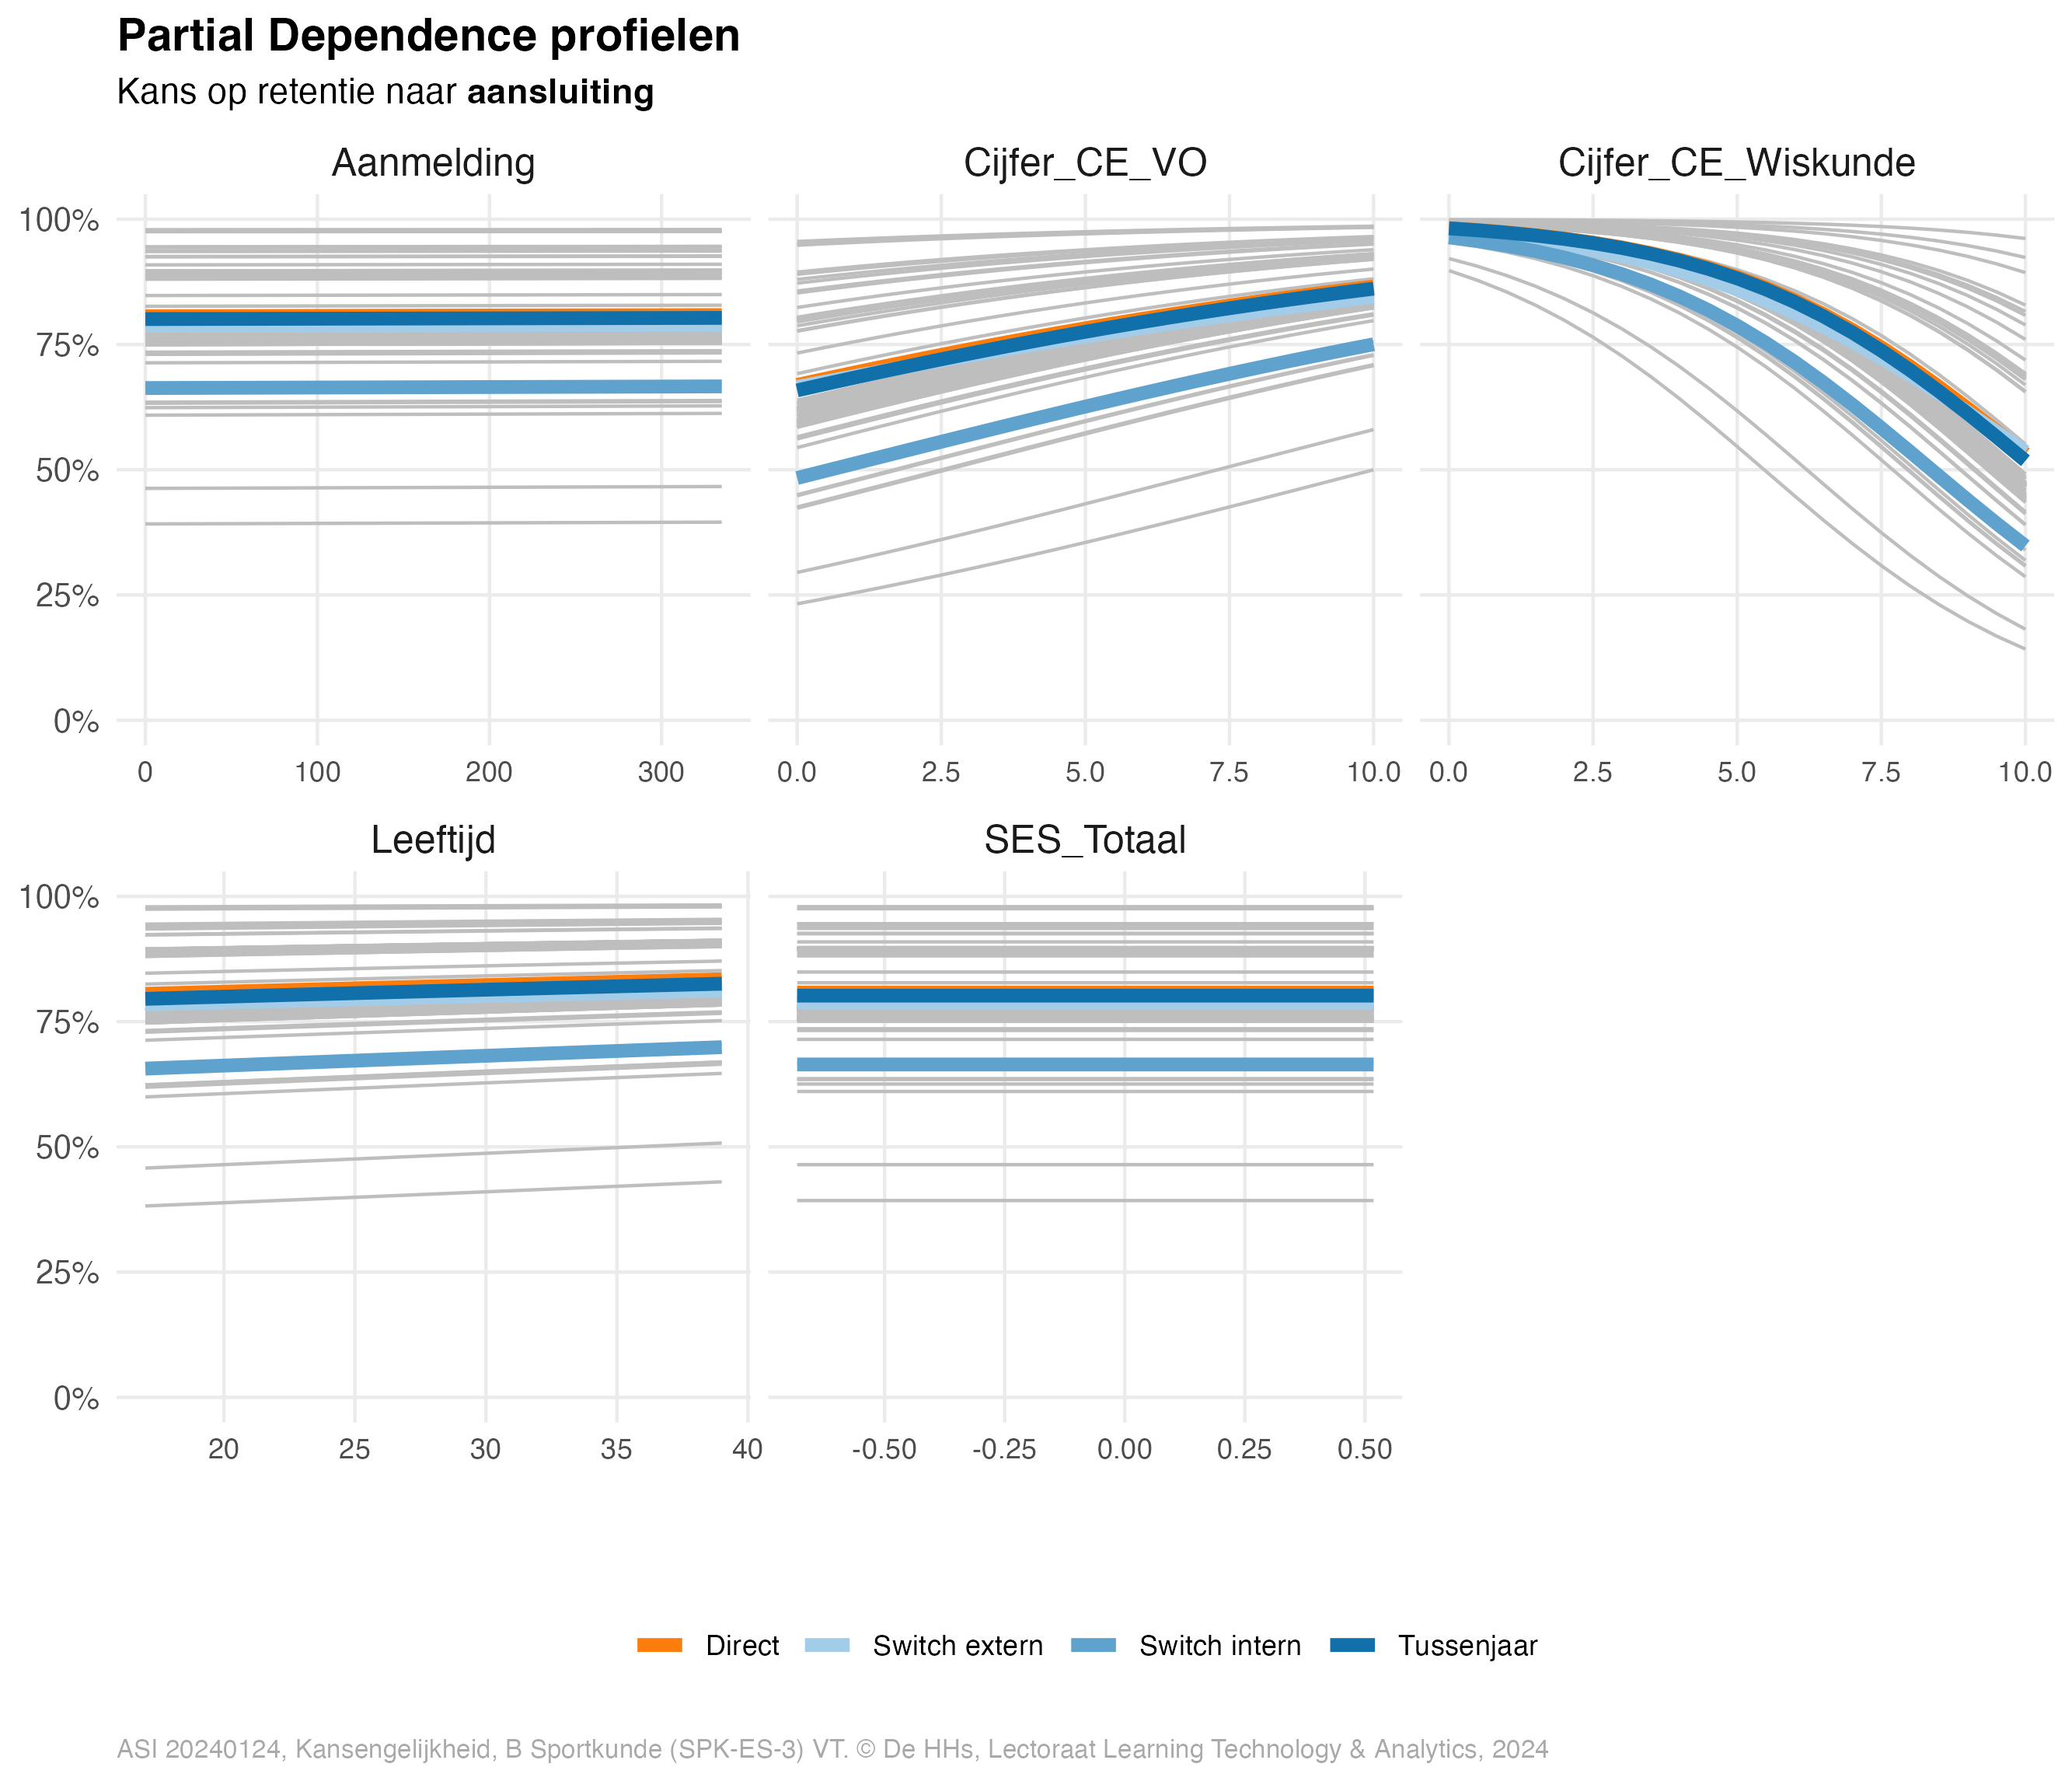 Partial Dependence profielen
Kans op retentie naar aansluiting
Aanmelding
Cijfer_CE_VO
Cijfer_CE_Wiskunde
100%
75%
50%
25%
0%
0 100 200 300
0.0 2.5 5.0 7.5 10.0
0.0 2.5 5.0 7.5 10.0
Leeftijd
SES_Totaal
100%
75%
50%
25%
0%
20 25 30 35 40
-0.50 -0.25 0.00 0.25 0.50
Direct Switch extern Switch intern Tussenjaar
ASI 20240124, Kansengelijkheid, B Sportkunde (SPK-ES-3) VT. © De HHs, Lectoraat Learning Technology & Analytics, 2024